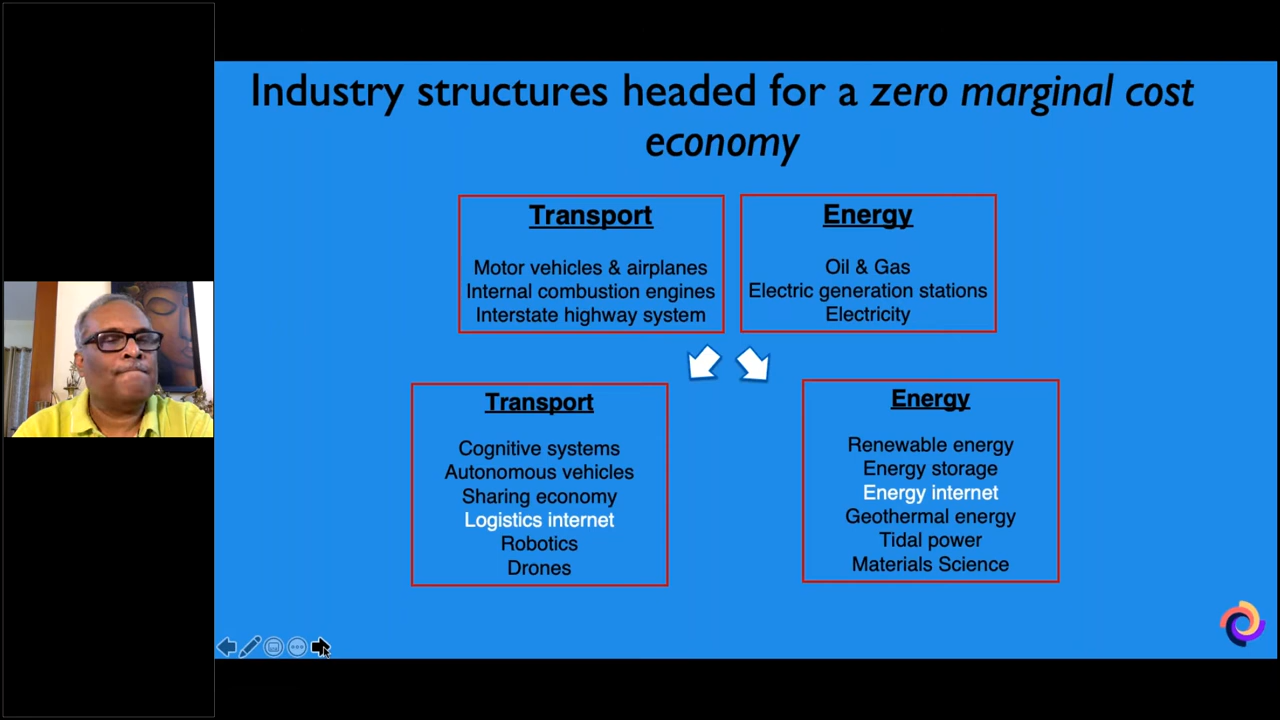 Industry structures headed for a zero marginal cost
economy
Transport
Motor vehicles & airplanes
Internal combustion engines
Interstate highway system
Energy
Oil & Gas
Electric generation stations
Electricity
Transport
Cognitive systems
Autonomous vehicles
Sharing economy
Logistics internet
Robotics
Drones
Energy
Renewable energy
Energy storage
Energy internet
Geothermal energy
Tidal power
Materials Science